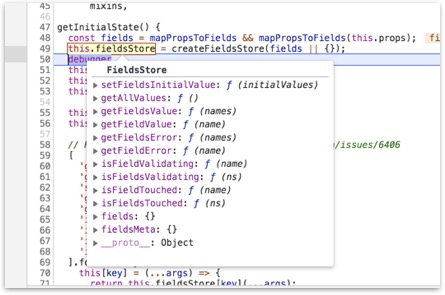 45 mixins,
46
47 getInitialState() {
48 const fields = mapPropsToFields && mapPropsToFields(this.props);
49 this.fieldsStore = createFieldsStore(fields || {});
50 debugger
51 this
52 this
53 this
54
55 this
56 this
57
58 // /issues/6406
59 [
60 '
61 '
62 '
63 '
64 '
65 '
66 '
67 '
68 '
69 ].f
70 this[key] = (...args) => {
71 return this.fieldsStore[key](...args);
FieldsStore
▶ setFieldsInitialValue: ƒ (initialValues)
▶ getAllValues: ƒ ()
▶ getFieldsValue: ƒ (names)
▶ getFieldValue: ƒ (name)
▶ getFieldsError: ƒ (names)
▶ getFieldError: ƒ (name)
▶ isFieldValidating: ƒ (name)
▶ isFieldsValidating: ƒ (ns)
▶ isFieldTouched: ƒ (name)
▶ isFieldsTouched: ƒ (ns)
▶ fields: {}
▶ fieldsMeta: {}
▶ __proto__: Object